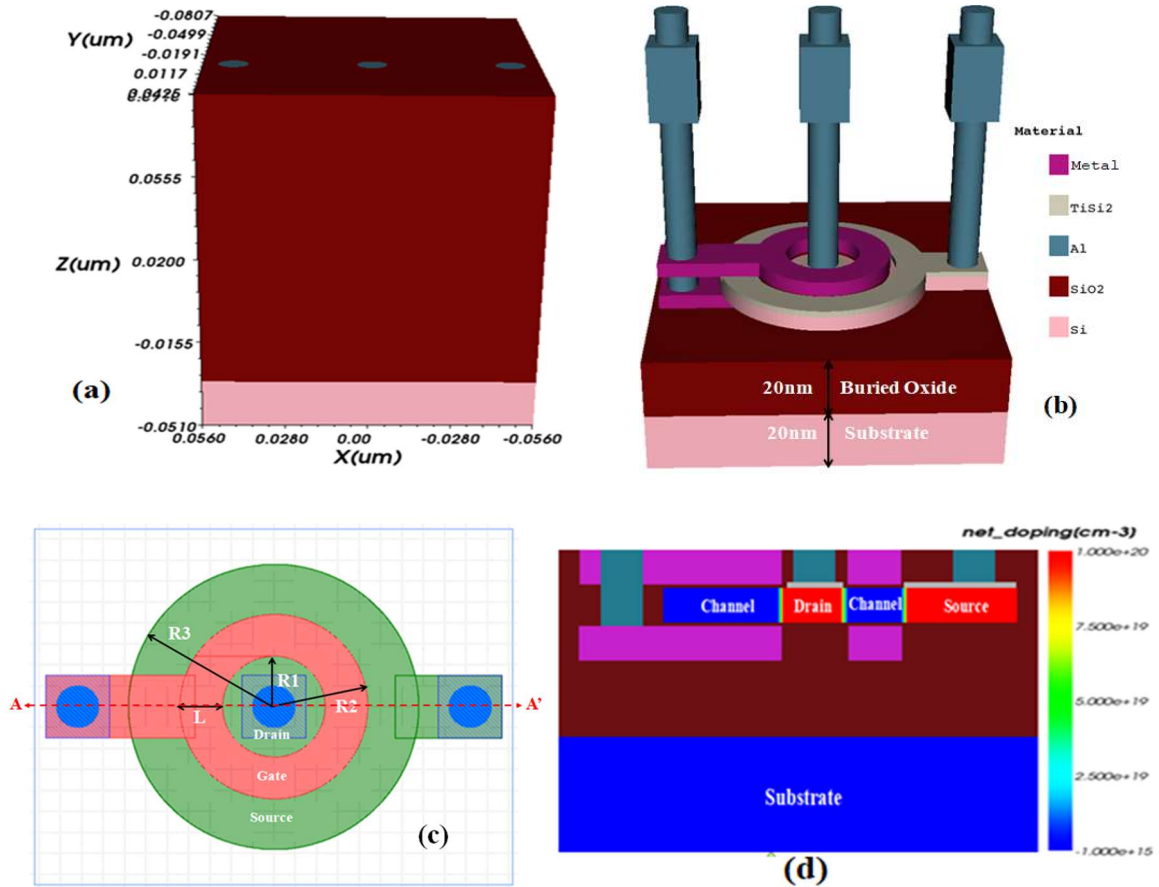 -0.0807
Y(um)
-0.0499
-0.0191
0.0117
0.0425
0.0555
Z(um)
0.0200
-0.0155
(a)
-0.0510
0.0560 0.0280 0.00 -0.0280 -0.0560
X(um)
Material
Metal
TiSi2
Al
SiO2
Si
20nm Buried Oxide
20nm Substrate
(b)
R3
R1
R2
A L A'
Drain
Gate
Source
(c)
net_doping(cm-3)
1.000e+20
7.500e+19
5.000e+19
2.500e+19
-1.000e+15
Channel Drain Channel Source
Substrate
(d)